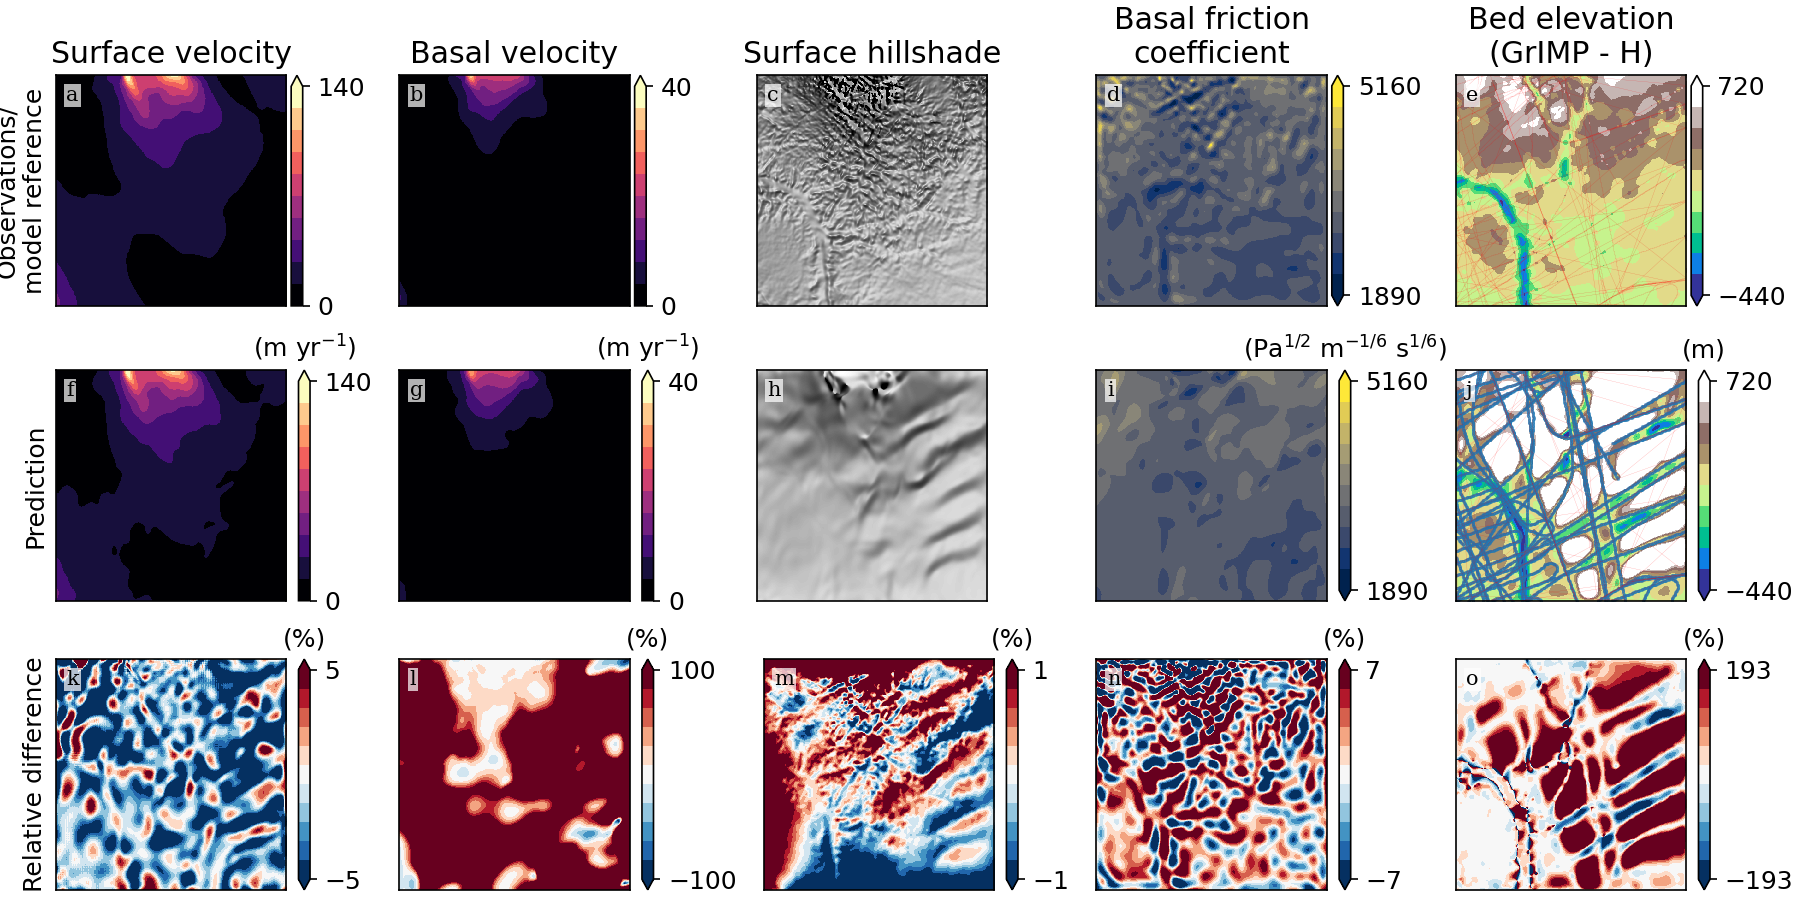 Surface velocity
Basal velocity
Surface hillshade
Basal friction
coefficient
Bed elevation
(GrIMP - H)
Observations/
model reference
a
140
0
b
40
0
c
d
5160
1890
e
720
−440
(m yr⁻¹)
(m yr⁻¹)
(Pa¹/² m⁻¹/⁶ s¹/⁶)
(m)
Prediction
f
140
0
g
40
0
h
i
5160
1890
j
720
−440
(%)
(%)
(%)
(%)
(%)
Relative difference
k
5
−5
l
100
−100
m
1
−1
n
7
−7
o
193
−193